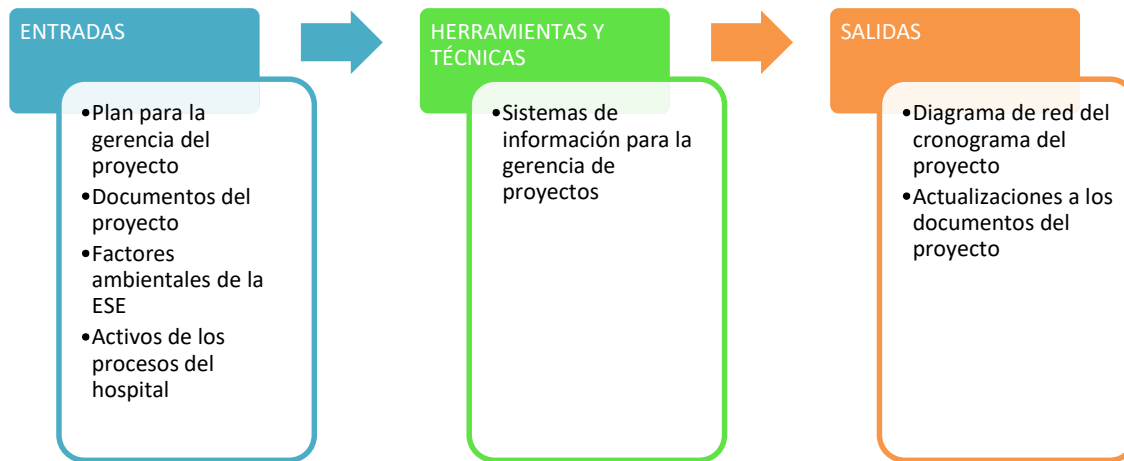 ENTRADAS
•Plan para la
gerencia del
proyecto
•Documentos del
proyecto
•Factores
ambientales de la
ESE
•Activos de los
procesos del
hospital
HERRAMIENTAS Y
TÉCNICAS
•Sistemas de
información para la
gerencia de
proyectos
SALIDAS
•Diagrama de red del
cronograma del
proyecto
•Actualizaciones a los
documentos del
proyecto